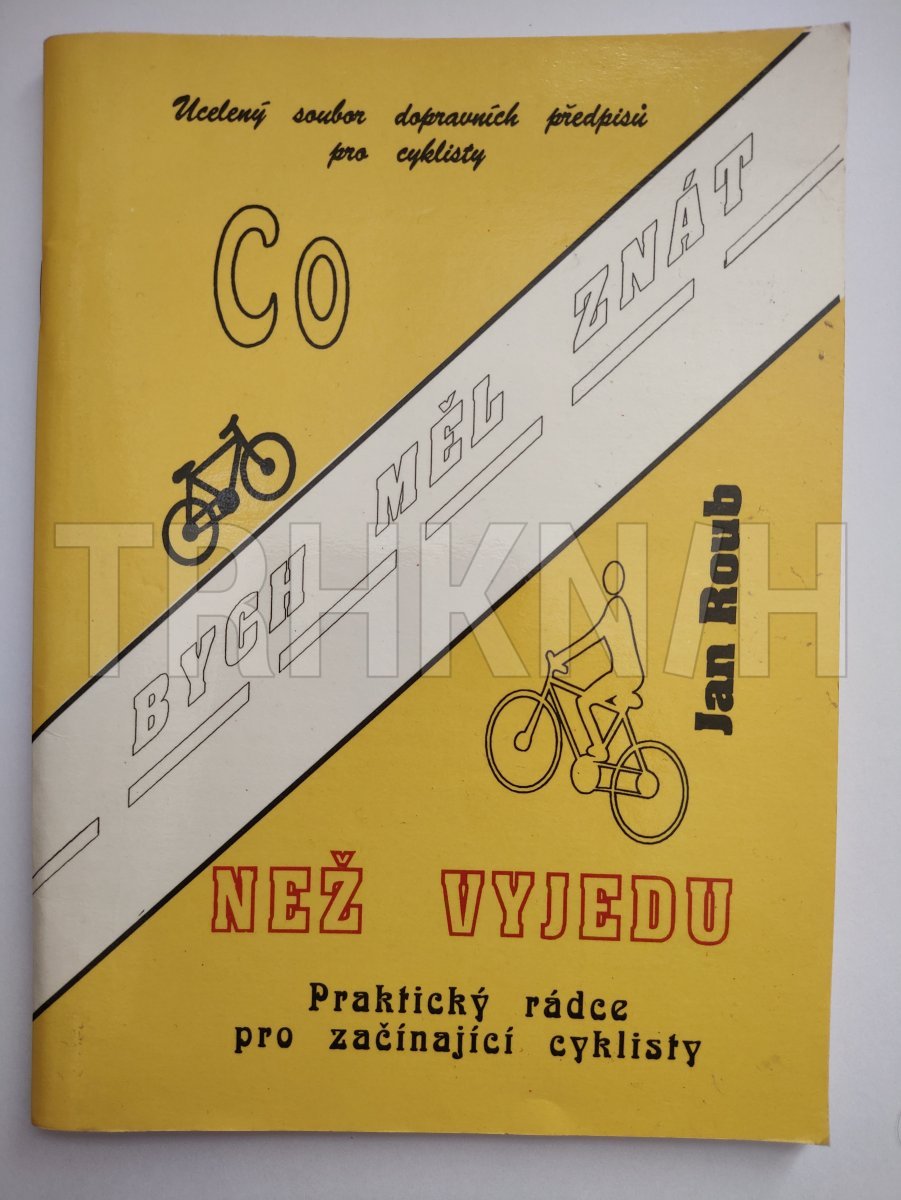 Ucelený soubor dopravních předpisů
pro cyklisty
Co
BYCH MĚL ZNÁT
Jan Roub
NEŽ VYJEDU
Praktický rádce
pro začínající cyklisty
TRHKNIH